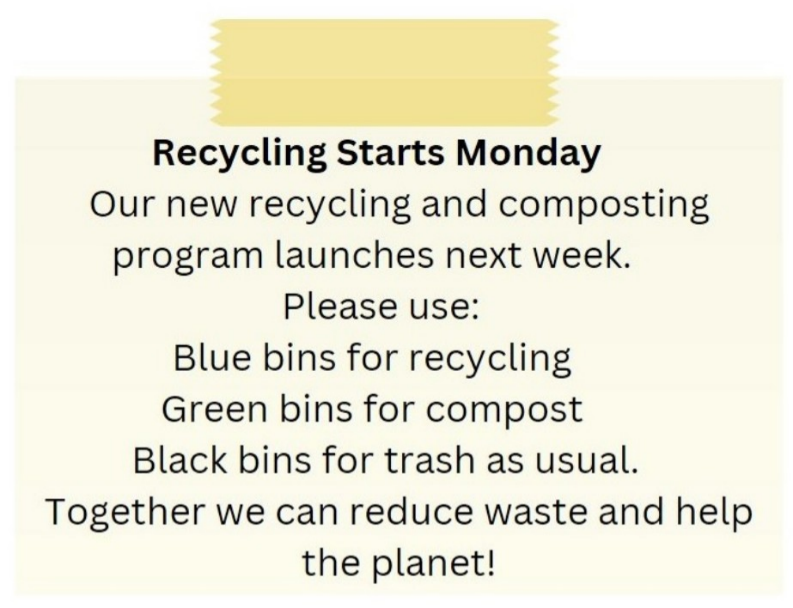 Recycling Starts Monday
Our new recycling and composting
program launches next week.
Please use:
Blue bins for recycling
Green bins for compost
Black bins for trash as usual.
Together we can reduce waste and help
the planet!